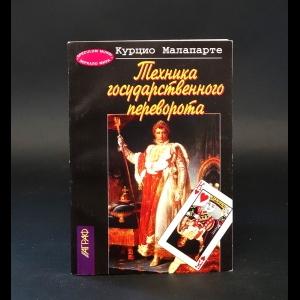 Курцио Малапарте
Техника
государственного
переворота
АГРАФ
K